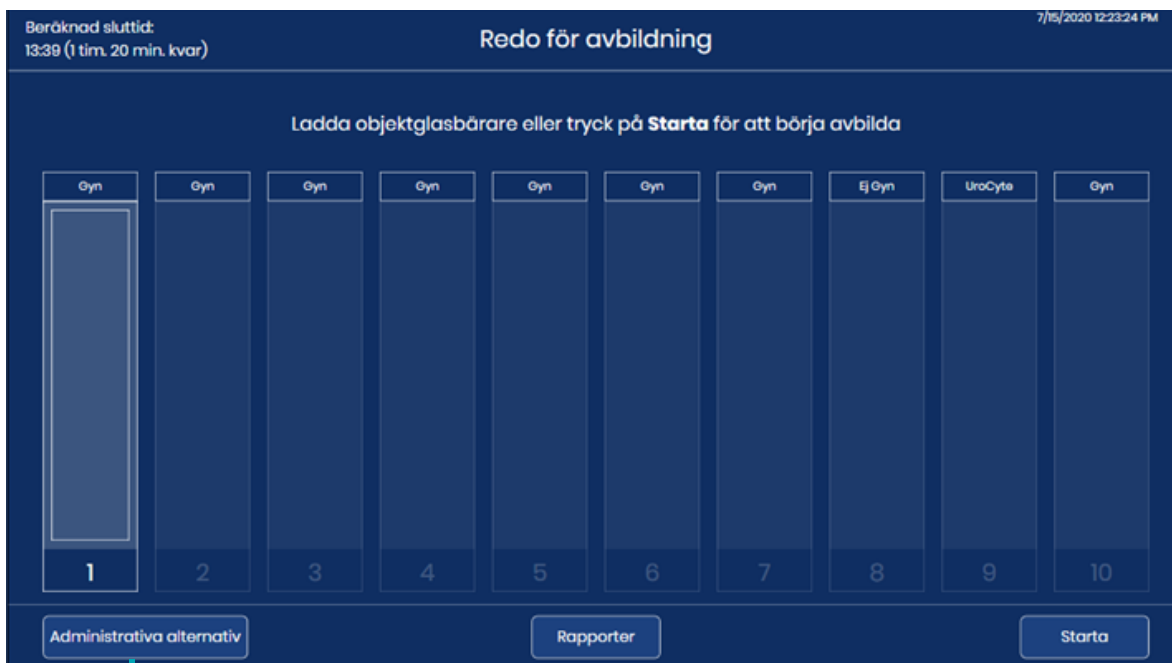 Beräknad sluttid:
13:39 (1 tim. 20 min. kvar)
Redo för avbildning
7/15/2020 12:23:24 PM
Ladda objektglasbärare eller tryck på Starta för att börja avbilda
Gyn Gyn Gyn Gyn Gyn Gyn Gyn Ej Gyn UroCyte Gyn
1 2 3 4 5 6 7 8 9 10
Administrativa alternativ Rapporter Starta